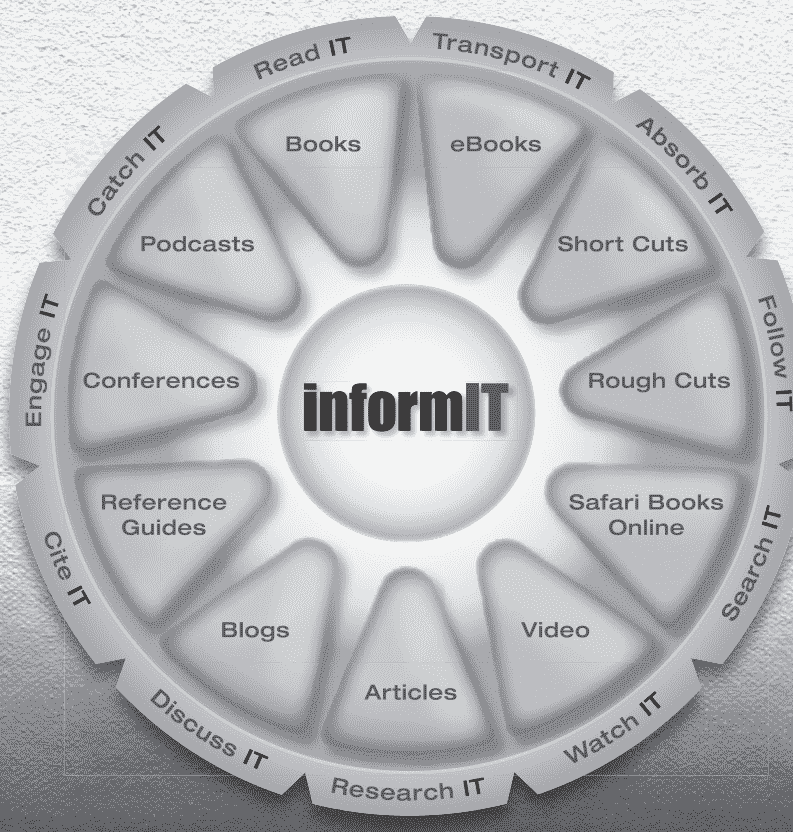 Read IT
Transport IT
Absorb IT
Follow IT
Search IT
Watch IT
Research IT
Discuss IT
Cite IT
Engage IT
Catch IT
Books
eBooks
Short Cuts
Rough Cuts
Safari Books
Online
Video
Articles
Blogs
Reference
Guides
Conferences
Podcasts
informIT